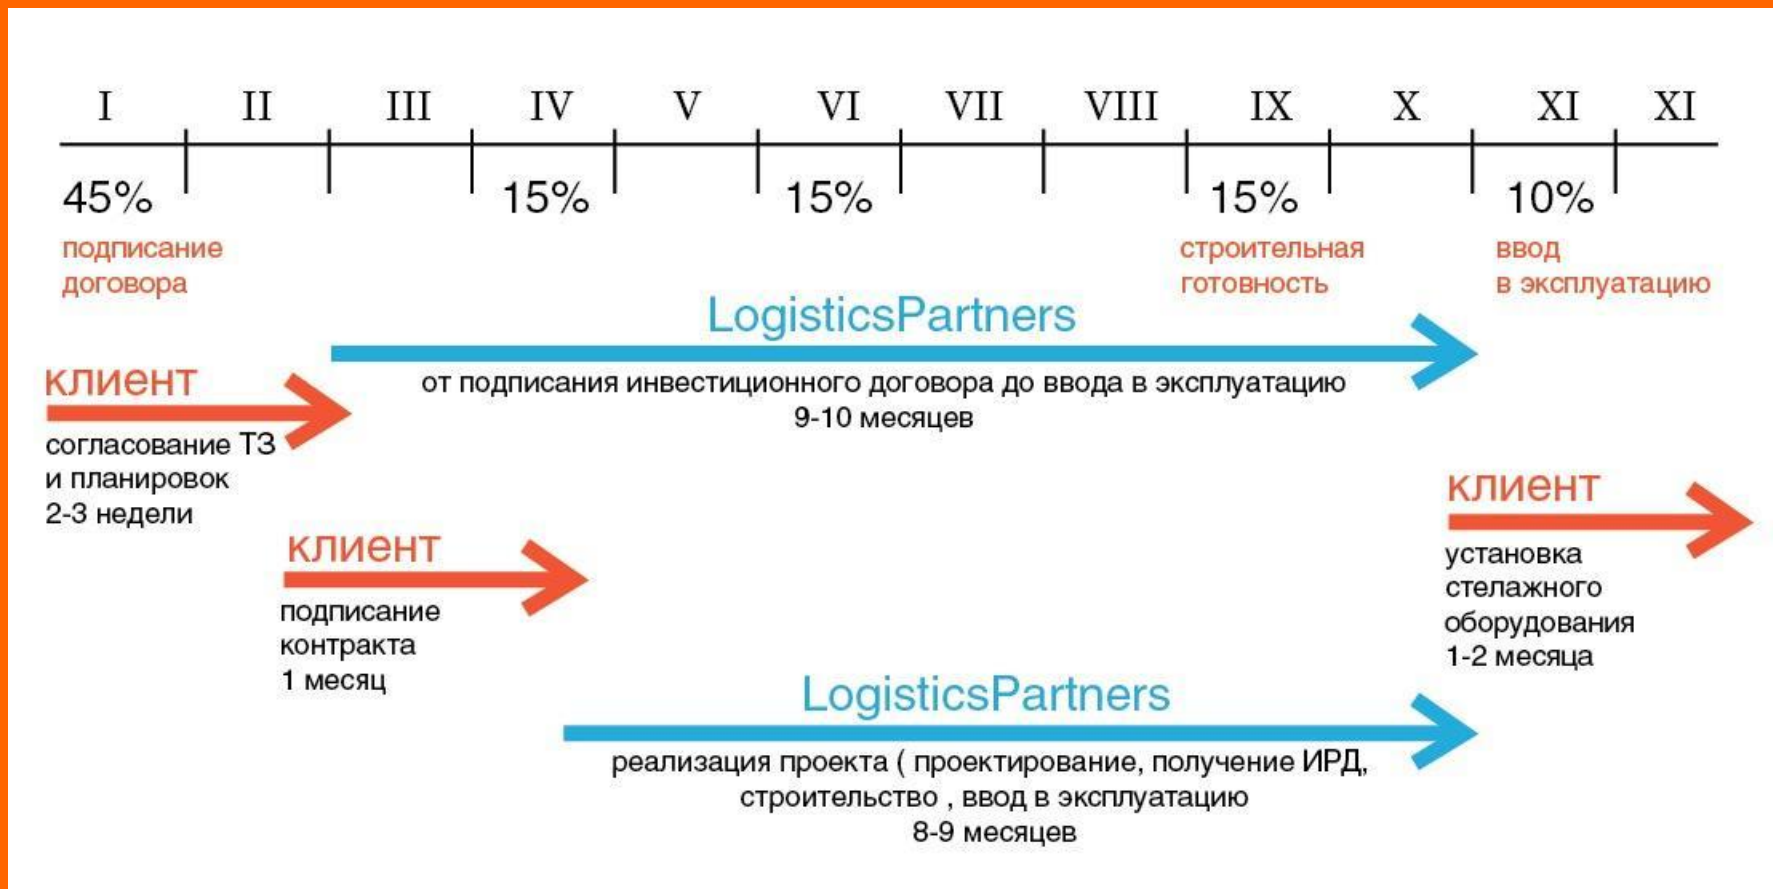 I II III IV V VI VII VIII IX X XI XI
45% 15% 15% 15% 10%
подписание
договора
строительная
готовность
ввод
в эксплуатацию
LogisticsPartners
от подписания инвестиционного договора до ввода в эксплуатацию
9-10 месяцев
клиент
согласование ТЗ
и планировок
2-3 недели
клиент
подписание
контракта
1 месяц
клиент
установка
стелажного
оборудования
1-2 месяца
LogisticsPartners
реализация проекта ( проектирование, получение ИРД,
строительство , ввод в эксплуатацию
8-9 месяцев